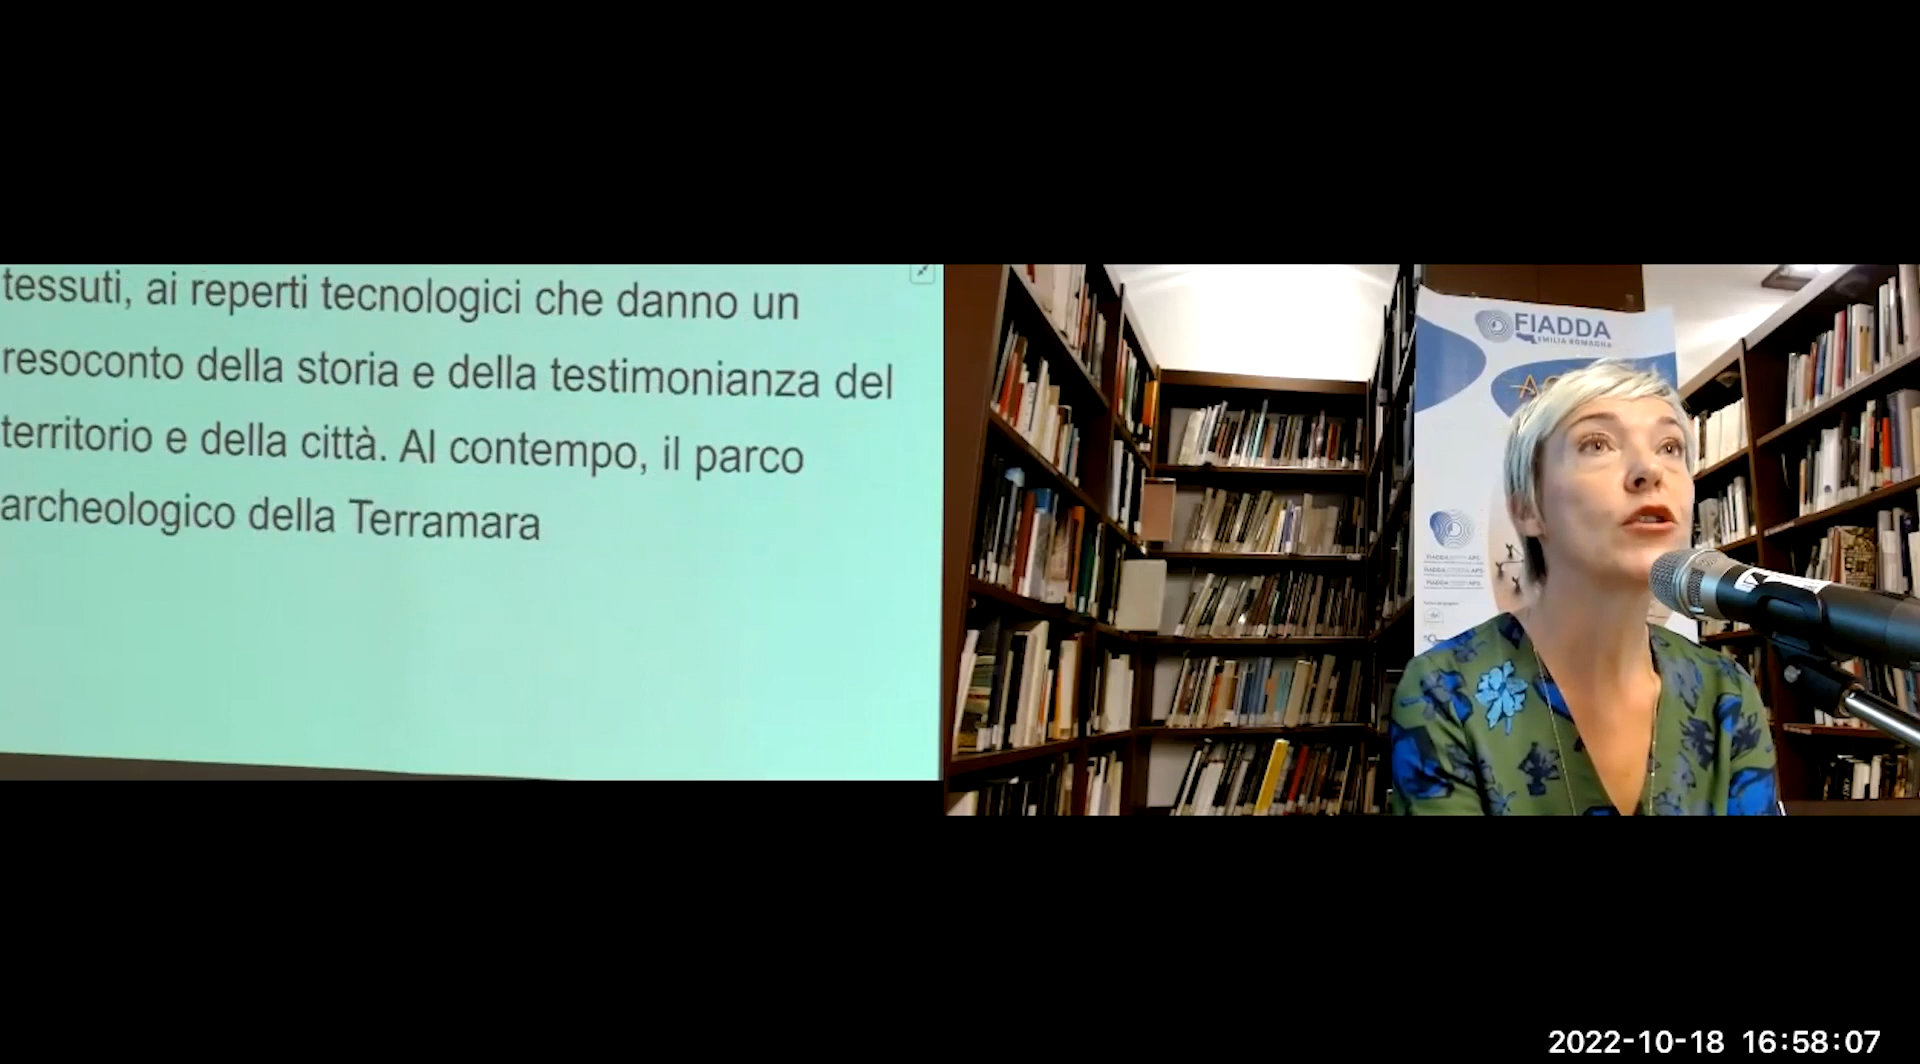 tessuti, ai reperti tecnologici che danno un
resoconto della storia e della testimonianza del
territorio e della città. Al contempo, il parco
archeologico della Terramara
FIADDA
EMILIA ROMAGNA
2022-10-18 16:58:07